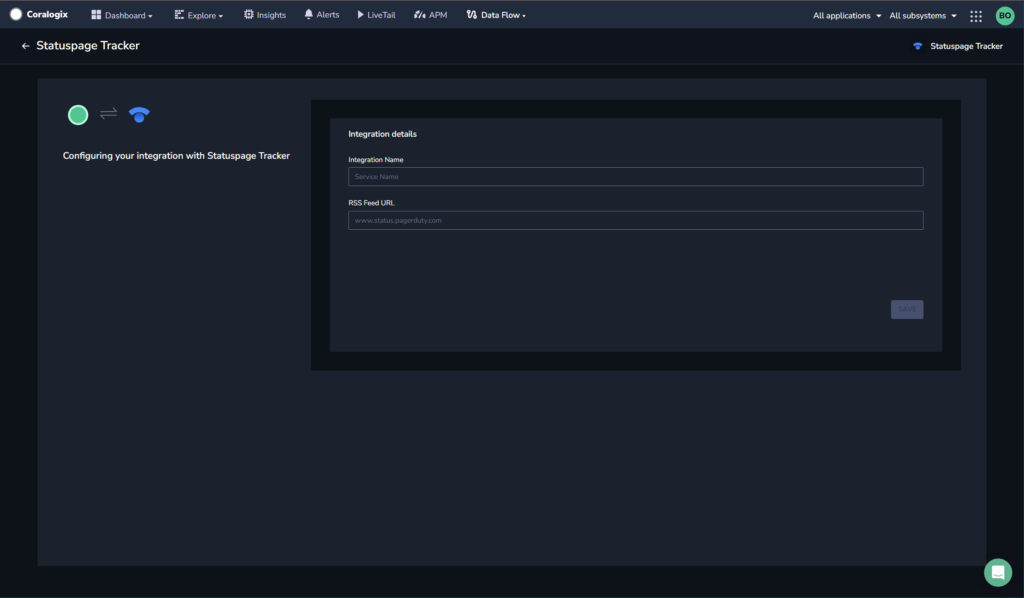 Coralogix Dashboard Explore Insights Alerts LiveTail APM Data Flow All applications All subsystems BO
← Statuspage Tracker Statuspage Tracker
Configuring your integration with Statuspage Tracker
Integration details
Integration Name
Service Name
RSS Feed URL
www.status.pagerduty.com
SAVE